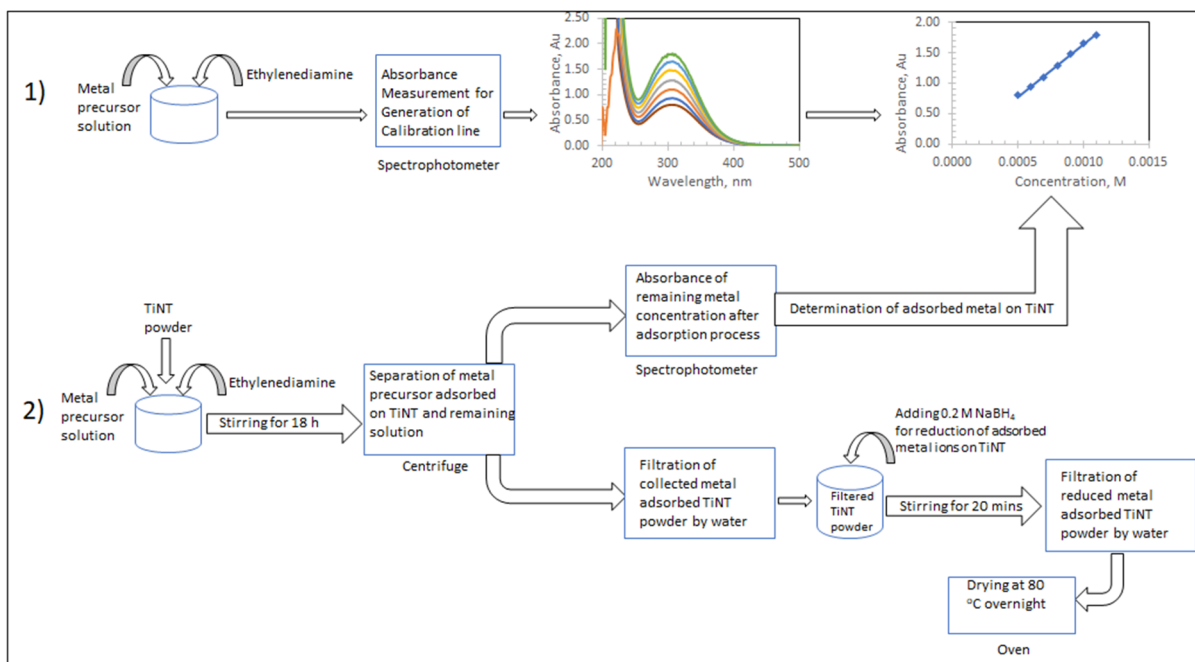 1)
Metal
precursor
solution
Ethylenediamine
Absorbance
Measurement for
Generation of
Calibration line
Spectrophotometer
Absorbance, Au
2.50
2.00
1.50
1.00
0.50
0.00
200
300
400
500
Wavelength, nm
Absorbance, Au
2.00
1.50
1.00
0.50
0.00
0.0000
0.0005
0.0010
0.0015
Concentration, M
2)
TiNT
powder
Metal
precursor
solution
Ethylenediamine
Stirring for 18 h
Separation of metal
precursor adsorbed
on TiNT and remaining
solution
Centrifuge
Absorbance of
remaining metal
concentration after
adsorption process
Spectrophotometer
Determination of adsorbed metal on TiNT
Filtration of
collected metal
adsorbed TiNT
powder by water
Filtered
TiNT
powder
Adding 0.2 M NaBH₄
for reduction of adsorbed
metal ions on TiNT
Stirring for 20 mins
Filtration of
reduced metal
adsorbed TiNT
powder by water
Drying at 80
°C overnight
Oven